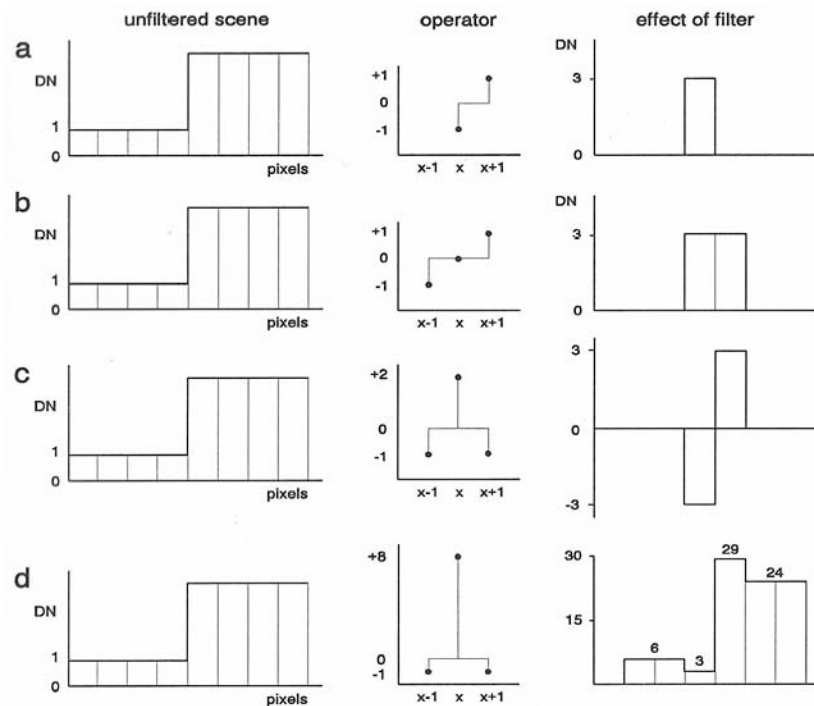 unfiltered scene operator effect of filter
a
DN
1
0
pixels
+1
0
-1
x-1 x x+1
DN
3
0
b
DN
1
0
pixels
+1
0
-1
x-1 x x+1
DN
3
0
c
DN
1
0
pixels
+2
0
-1
x-1 x x+1
3
0
-3
d
DN
1
0
pixels
+8
0
-1
x-1 x x+1
30
15
6
3
29
24